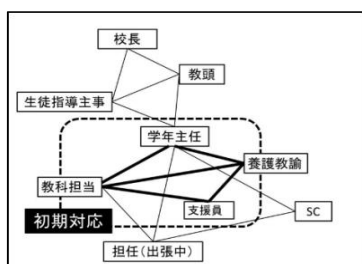 校長
教頭
生徒指導主事
学年主任
養護教諭
教科担当
支援員
SC
初期対応
担任(出張中)